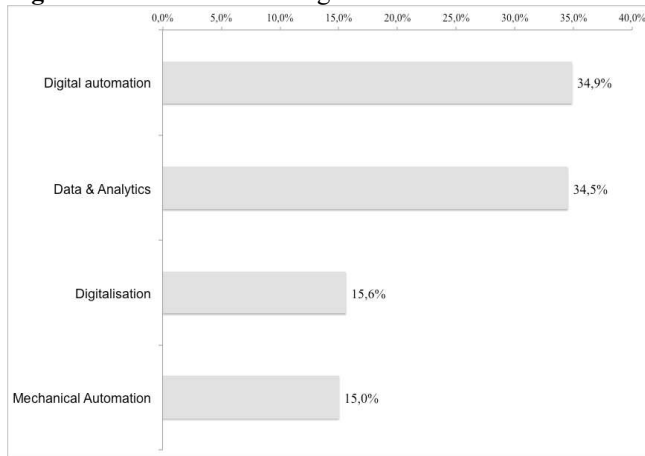 0,0% 5,0% 10,0% 15,0% 20,0% 25,0% 30,0% 35,0% 40,0%
Digital automation 34,9%
Data & Analytics 34,5%
Digitalisation 15,6%
Mechanical Automation 15,0%